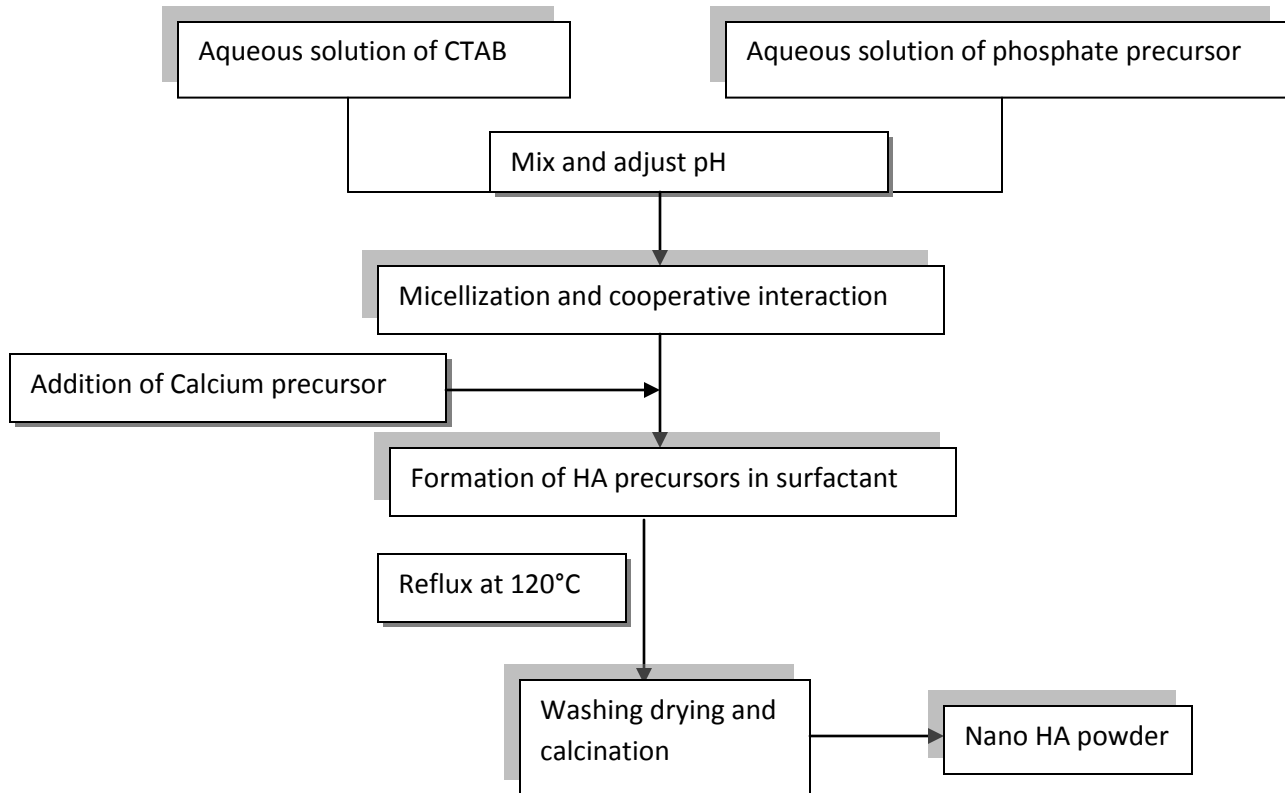 Aqueous solution of CTAB
Aqueous solution of phosphate precursor
Mix and adjust pH
Micellization and cooperative interaction
Addition of Calcium precursor
Formation of HA precursors in surfactant
Reflux at 120°C
Washing drying and
calcination
Nano HA powder